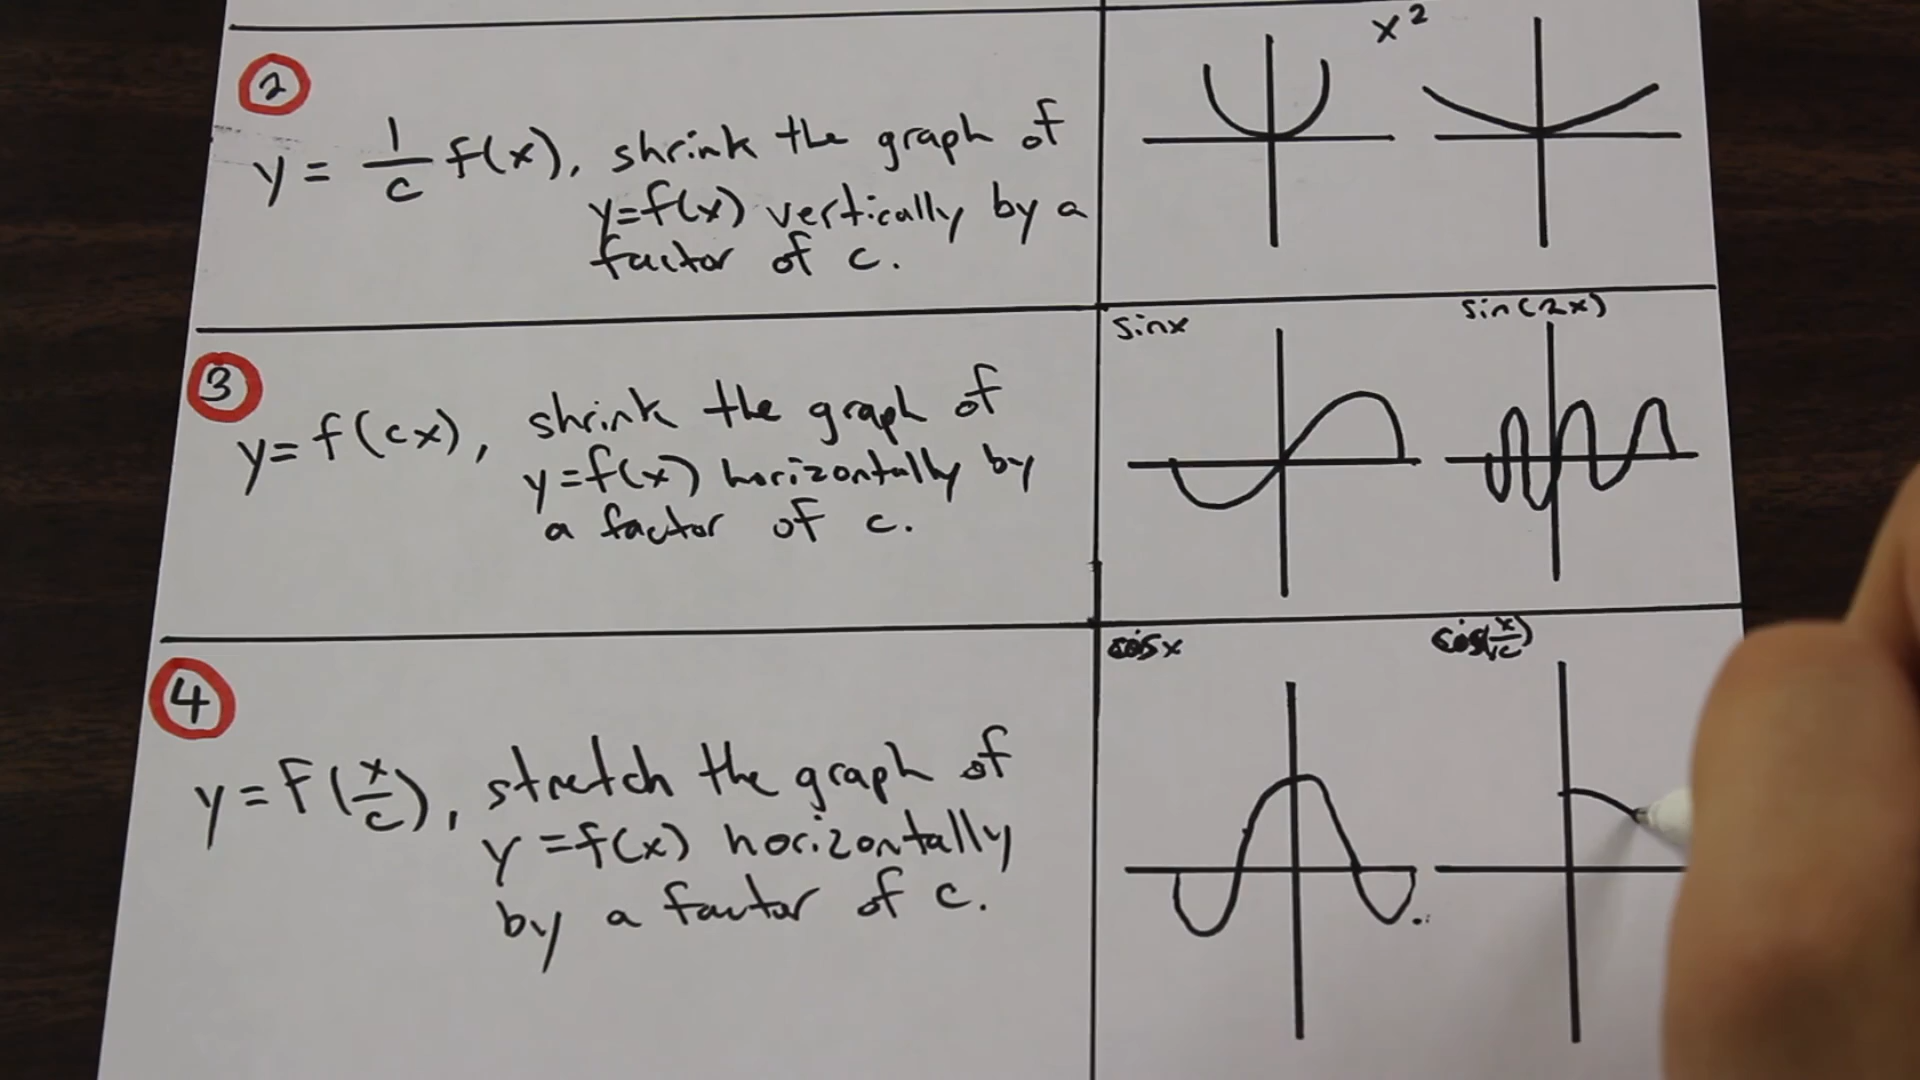 2
y = 1/c f(x), shrink the graph of
y=f(x) vertically by a
factor of c.
x²
3
y = f(cx), shrink the graph of
y=f(x) horizontally by
a factor of c.
sinx
sin(2x)
4
y = F(x/c), stretch the graph of
y =f(x) horizontally
by a factor of c.
cosx
cos(x/c)